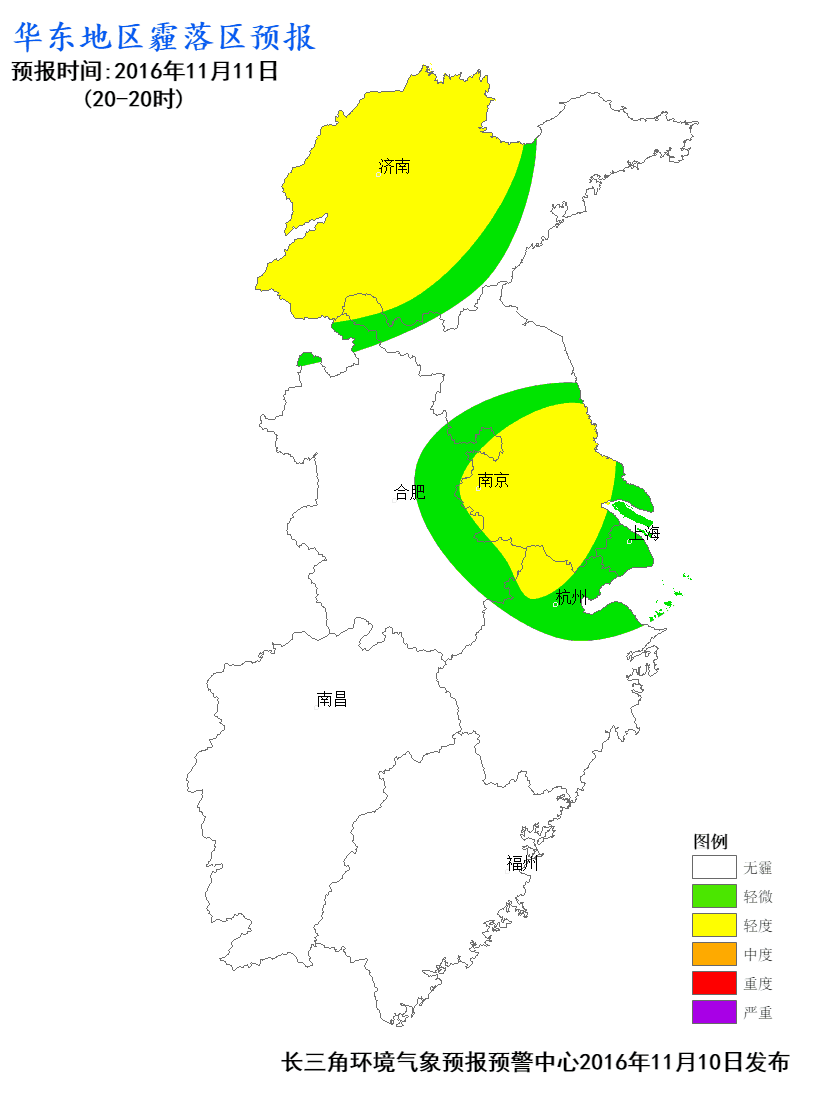 华东地区霾落区预报
预报时间:2016年11月11日
(20-20时)
济南
南京
合肥
上海
杭州
南昌
福州
图例
无霾
轻微
轻度
中度
重度
严重
长三角环境气象预报预警中心2016年11月10日发布